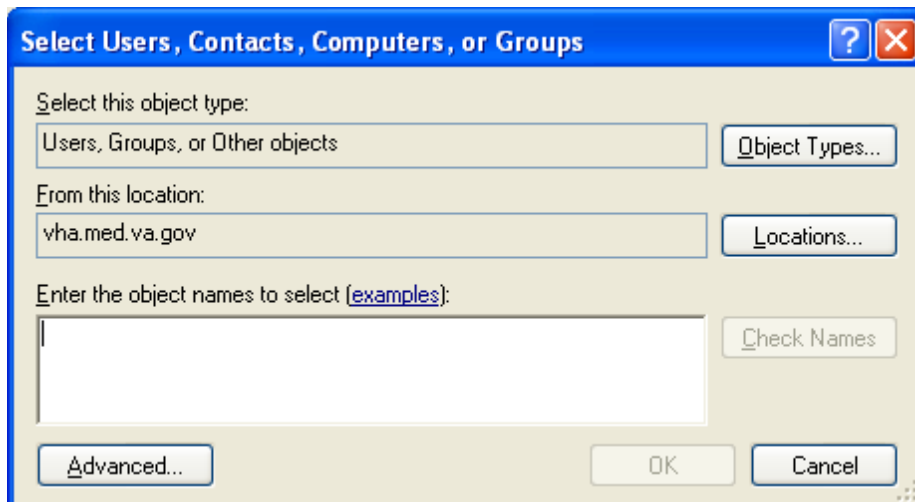 Select Users, Contacts, Computers, or Groups
Select this object type:
Users, Groups, or Other objects
Object Types...
From this location:
vha.med.va.gov
Locations...
Enter the object names to select (examples):
Check Names
Advanced...
OK
Cancel